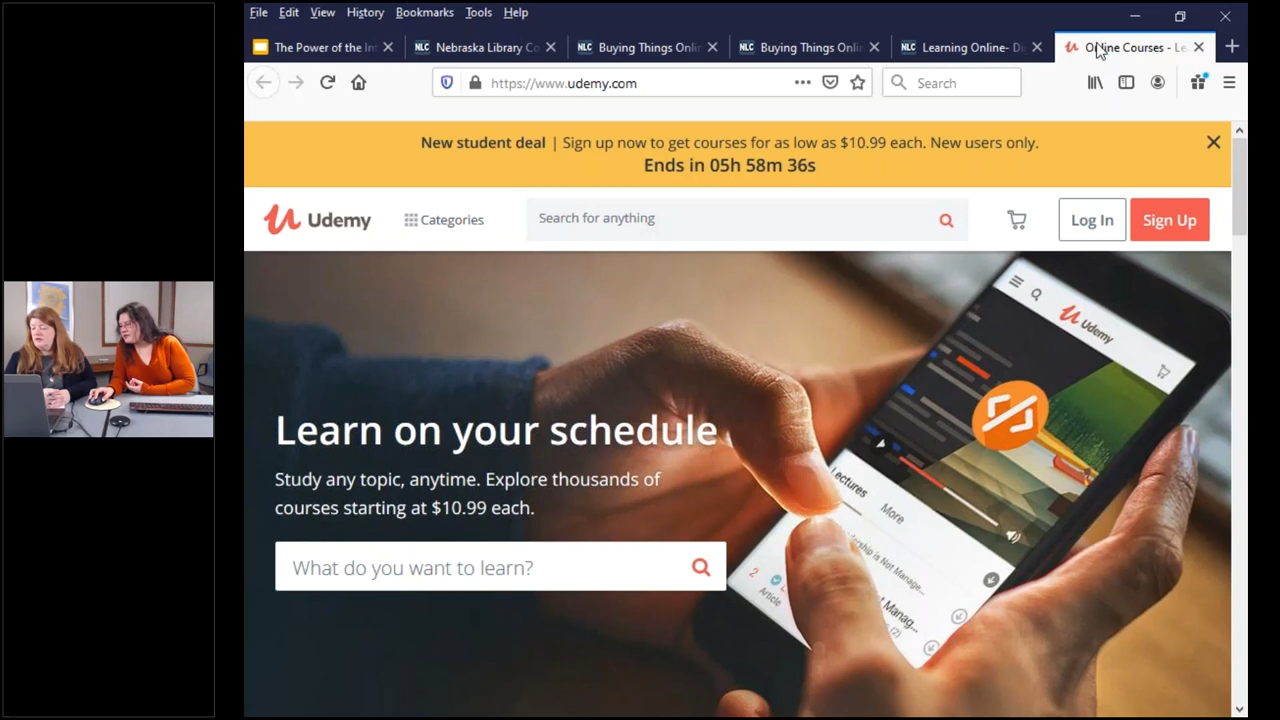 File Edit View History Bookmarks Tools Help
The Power of the In
NLC Nebraska Library Co
NLC Buying Things Onli
NLC Buying Things Onli
NLC Learning Online- D
Online Courses - Le
https://www.udemy.com
Search
New student deal | Sign up now to get courses for as low as $10.99 each. New users only.
Ends in 05h 58m 36s
Udemy
Categories
Search for anything
Log In
Sign Up
Udemy
Learn on your schedule
Study any topic, anytime. Explore thousands of
courses starting at $10.99 each.
What do you want to learn?
Lectures
More
2
Article